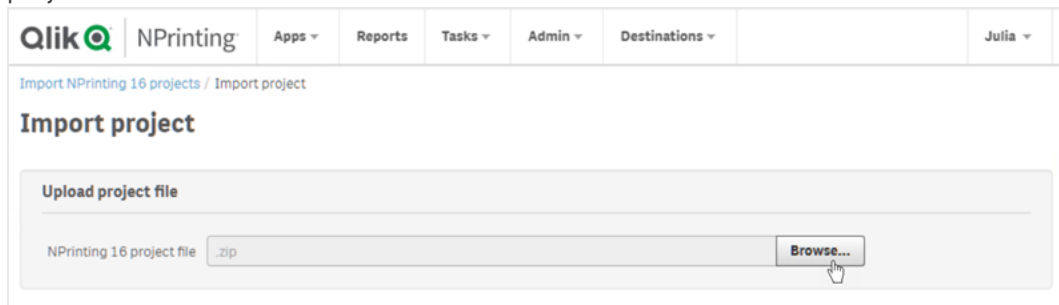 Qlik NPrinting Apps Reports Tasks Admin Destinations Julia
Import NPrinting 16 projects / Import project
Import project
Upload project file
NPrinting 16 project file .zip Browse...